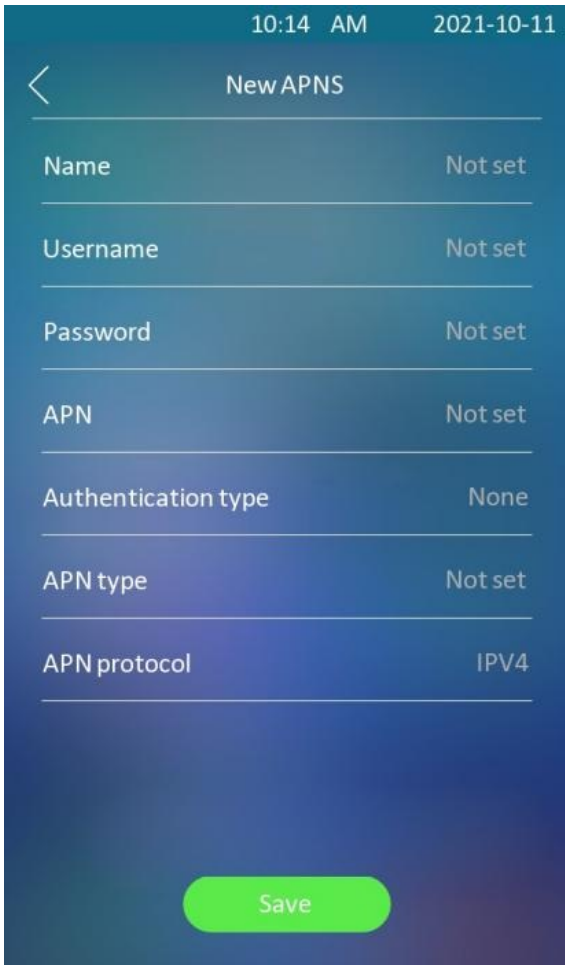 10:14 AM 2021-10-11
New APNS
Name Not set
Username Not set
Password Not set
APN Not set
Authentication type None
APN type Not set
APN protocol IPV4
Save